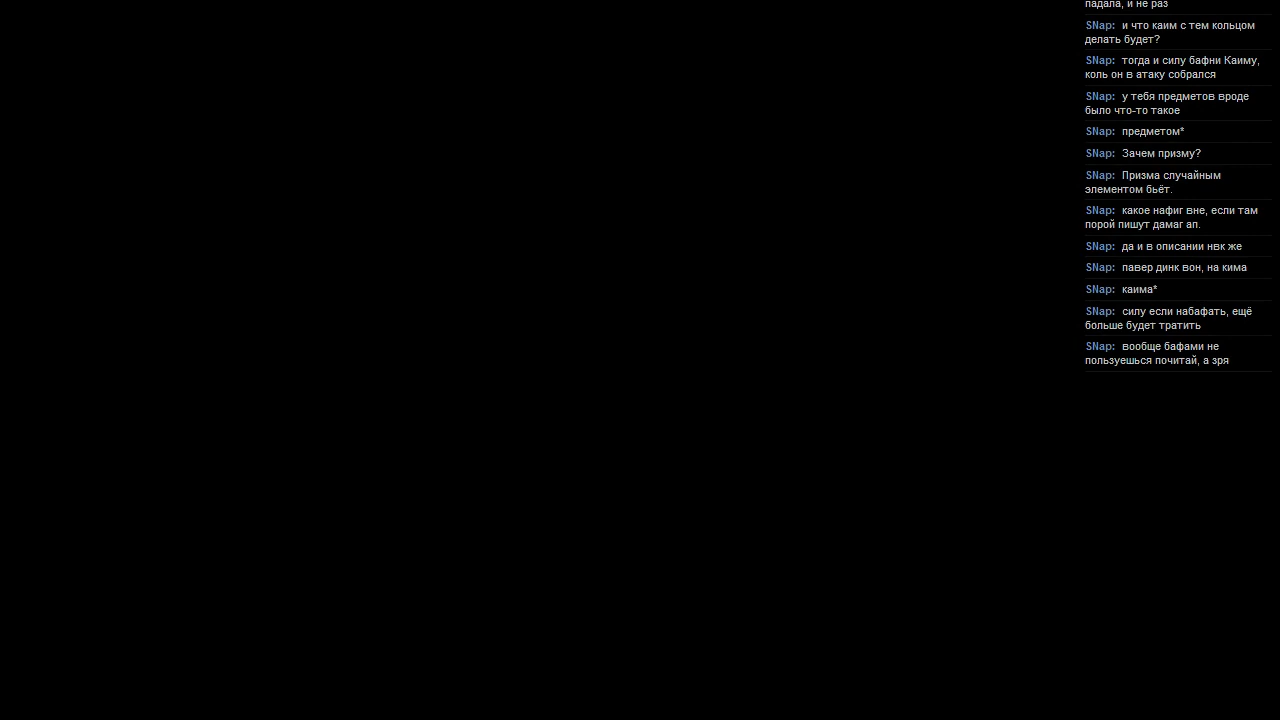 падала, и не раз
SNap: и что каим с тем кольцом
делать будет?
SNap: тогда и силу бафни Каиму,
коль он в атаку собрался
SNap: у тебя предметов вроде
было что-то такое
SNap: предметом*
SNap: Зачем призму?
SNap: Призма случайным
элементом бьёт.
SNap: какое нафиг вне, если там
порой пишут дамаг ап.
SNap: да и в описании нвк же
SNap: павер динк вон, на кима
SNap: каима*
SNap: силу если набафать, ещё
больше будет тратить
SNap: вообще бафами не
пользуешься почитай, а зря